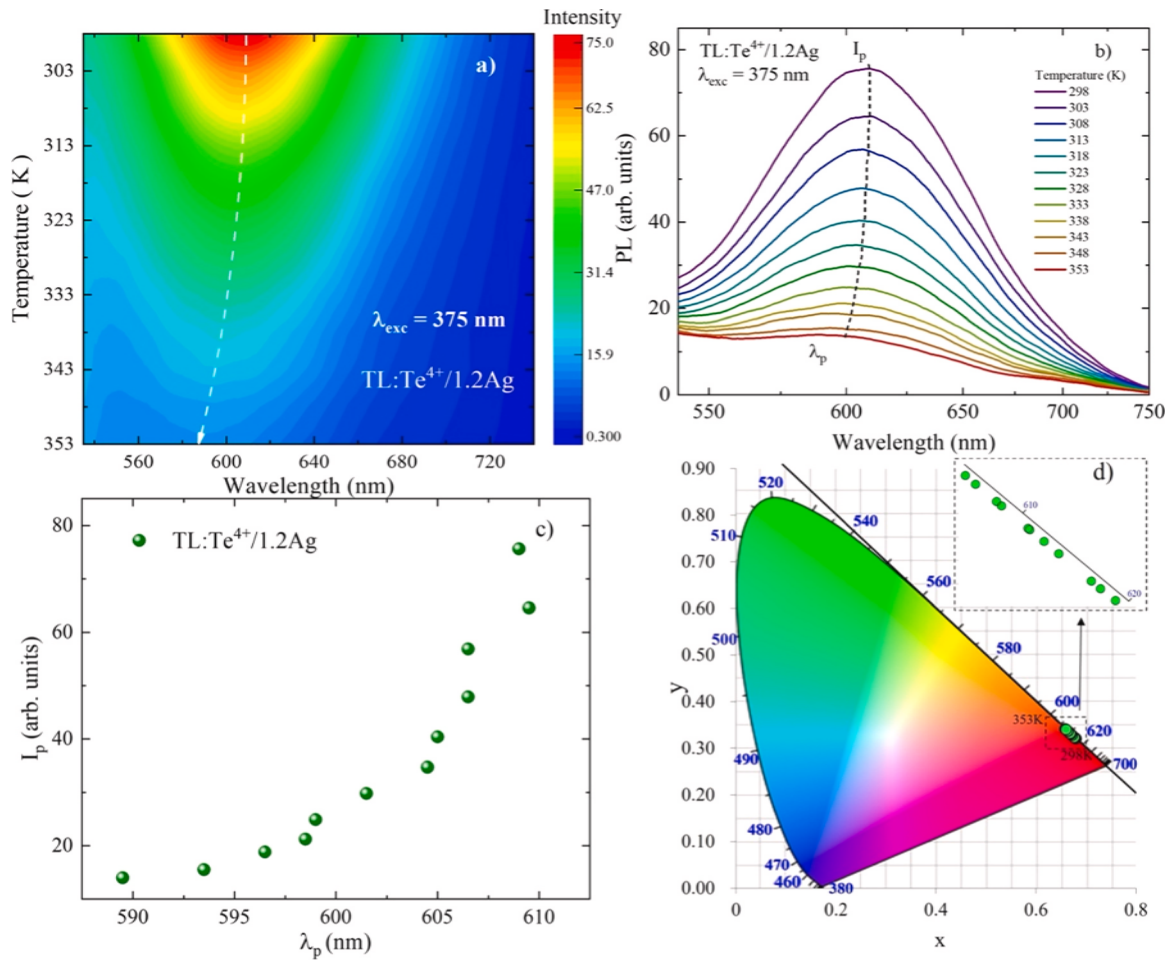 Intensity
a)
75.0
62.5
47.0
31.4
15.9
0.300
303
313
323
333
343
353
Temperature ( K )
λexc = 375 nm
TL:Te⁴⁺/1.2Ag
560 600 640 680 720
Wavelength (nm)
TL:Te⁴⁺/1.2Ag
λexc = 375 nm
Ip
b)
Temperature (K)
298
303
308
313
318
323
328
333
338
343
348
353
80
60
40
20
0
PL (arb. units)
λp
550 600 650 700 750
Wavelength (nm)
c)
TL:Te⁴⁺/1.2Ag
80
60
40
20
Ip (arb. units)
590 595 600 605 610
λp (nm)
d)
0.90
0.80
0.70
0.60
0.50
0.40
0.30
0.20
0.10
0.00
y
520
510
540
560
500
580
600
620
490
700
480
470
460
380
610
620
353K
298K
0 0.2 0.4 0.6 0.8
x